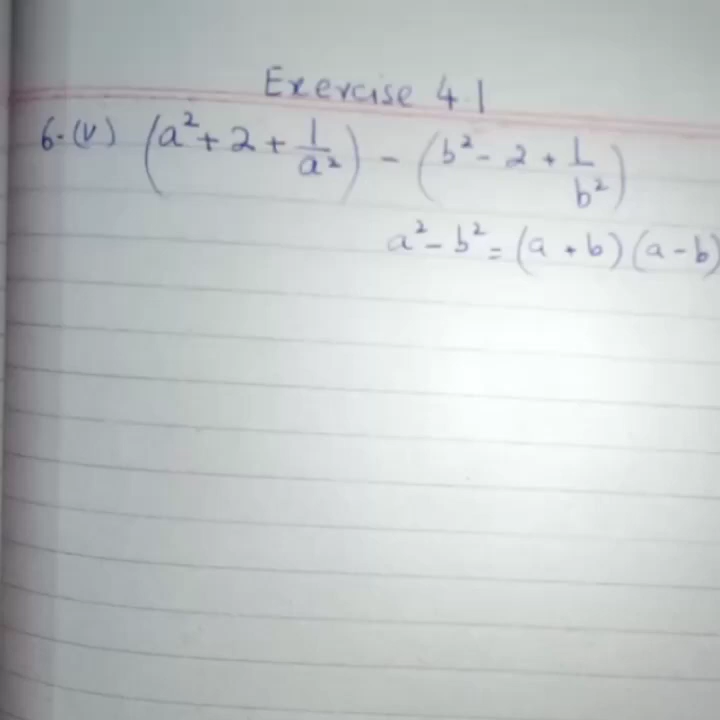 Exercise 4.1
6-(v) (a² + 2 + 1/a²) - (b² - 2 + 1/b²)
a² - b² = (a + b)(a - b)